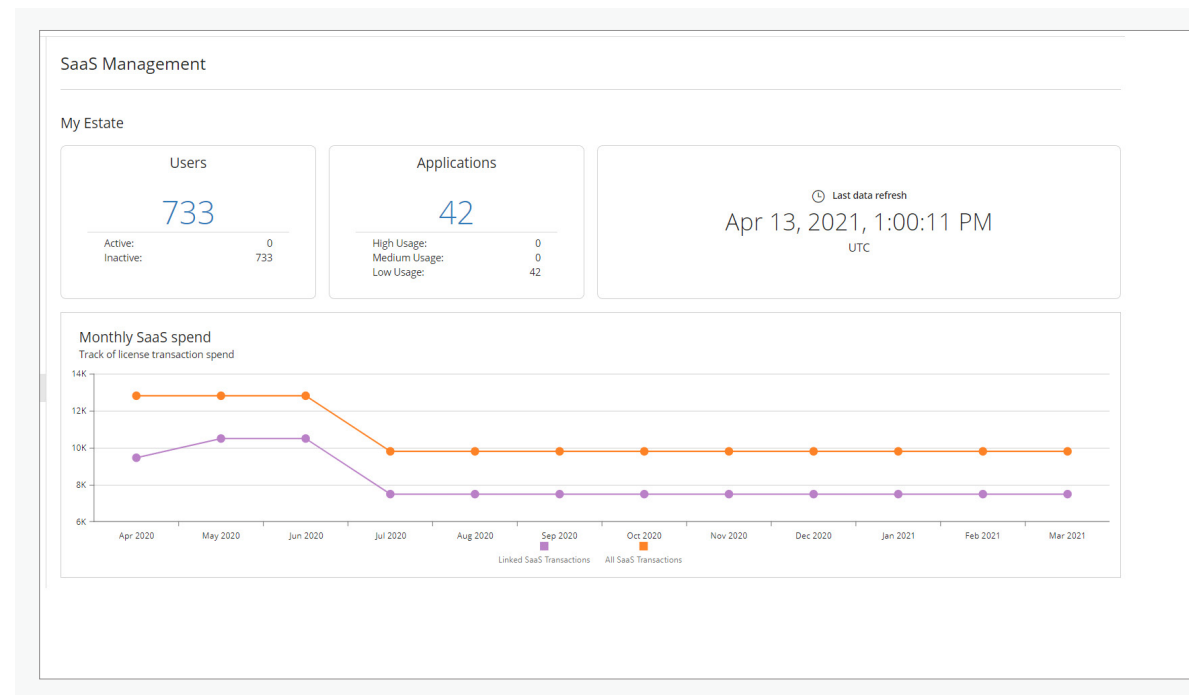 SaaS Management
My Estate
Users
733
Active: 0
Inactive: 733
Applications
42
High Usage: 0
Medium Usage: 0
Low Usage: 42
Last data refresh
Apr 13, 2021, 1:00:11 PM
UTC
Monthly SaaS spend
Track of license transaction spend
14K
12K
10K
8K
6K
Apr 2020 May 2020 Jun 2020 Jul 2020 Aug 2020 Sep 2020 Oct 2020 Nov 2020 Dec 2020 Jan 2021 Feb 2021 Mar 2021
Linked SaaS Transactions All SaaS Transactions